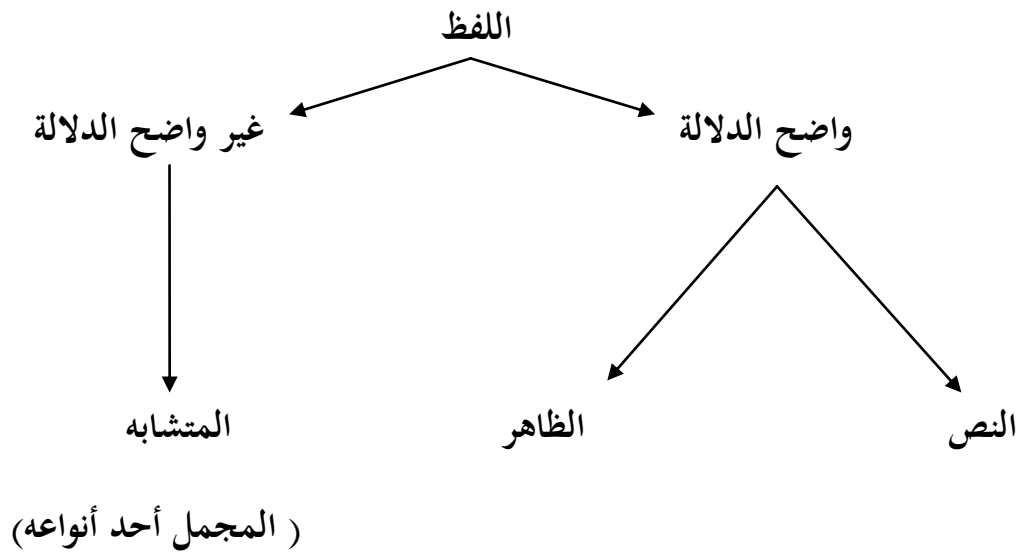 اللفظ
واضح الدلالة
غير واضح الدلالة
النص
الظاهر
المتشابه
( المجمل أحد أنواعه)